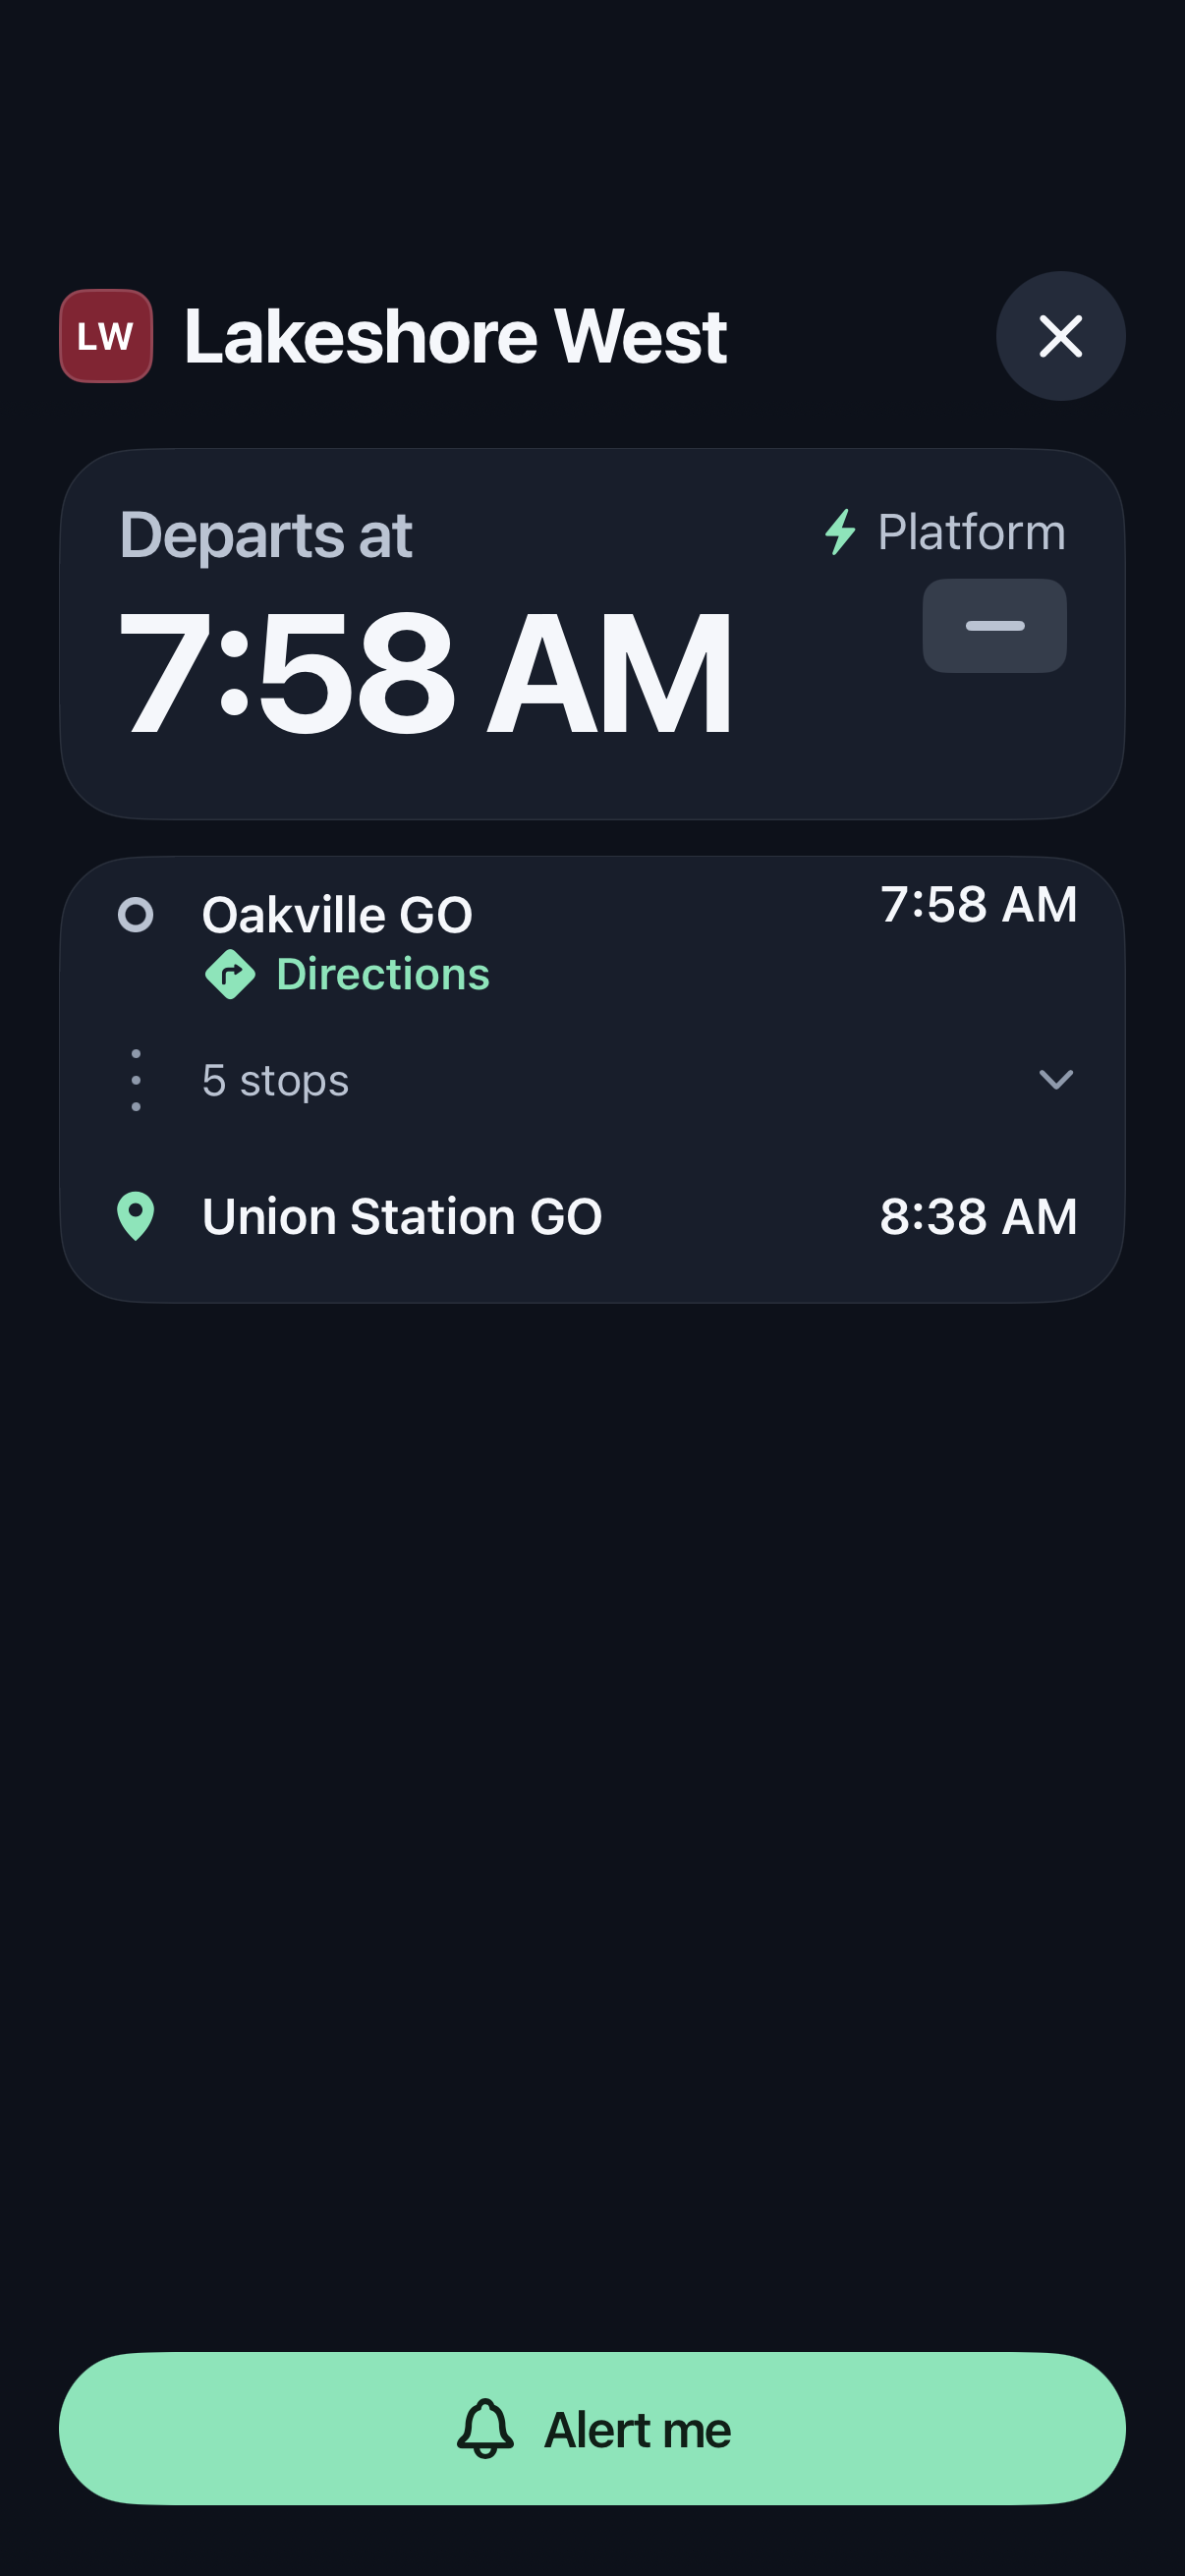 LW Lakeshore West
Departs at
Platform
7:58 AM
–
Oakville GO 7:58 AM
Directions
5 stops
Union Station GO 8:38 AM
Alert me